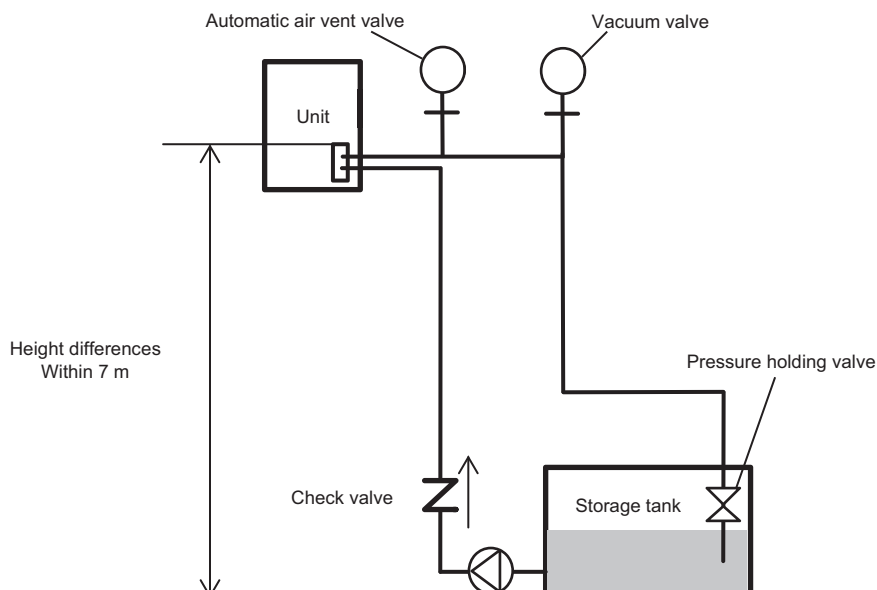 Automatic air vent valve
Vacuum valve
Unit
Height differences
Within 7 m
Pressure holding valve
Check valve
Storage tank